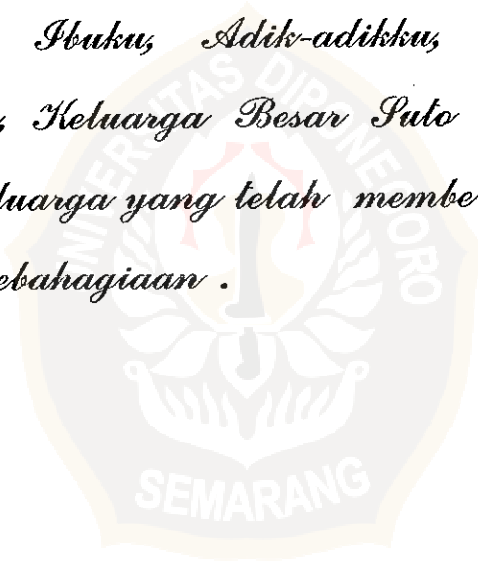 Ibuku, Adik-adikku,
, Keluarga Besar Suto
luarga yang telah membe
ebahagiaan .
UNIVERSITAS DIPONEGORO
SEMARANG